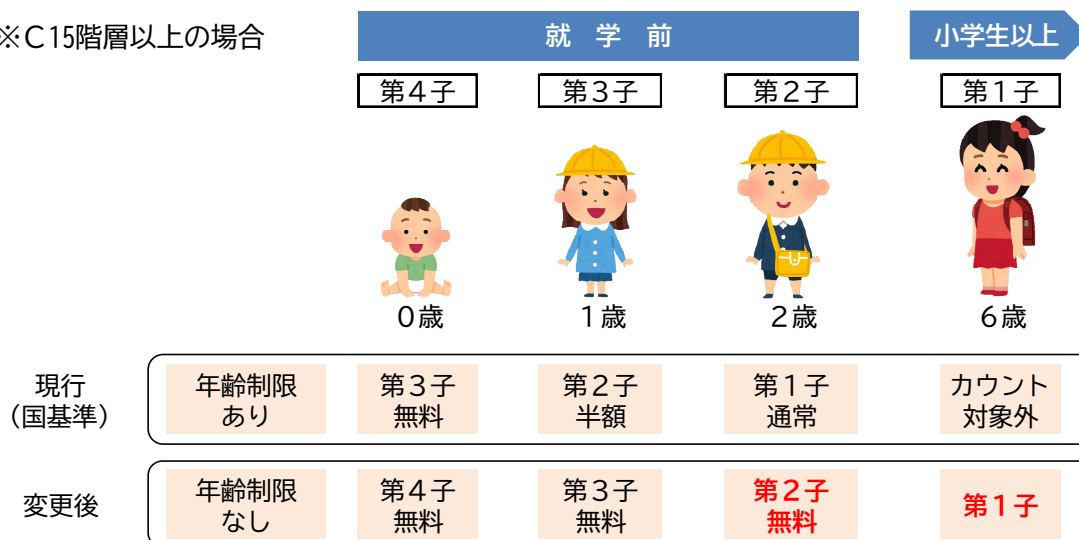 ※C15階層以上の場合
就 学 前
小学生以上
第4子
第3子
第2子
第1子
0歳
1歳
2歳
6歳
現行
（国基準）
年齢制限
あり
第3子
無料
第2子
半額
第1子
通常
カウント
対象外
変更後
年齢制限
なし
第4子
無料
第3子
無料
第2子
無料
第1子